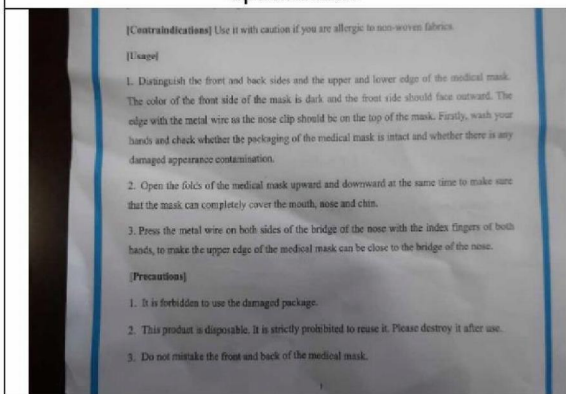 [Contraindications] Use it with caution if you are allergic to non-woven fabrics
[Usage]
1. Distinguish the front and back sides and the upper and lower edge of the medical mask.
The color of the front side of the mask is dark and the front side should face outward. The
edge with the metal wire as the nose clip should be on the top of the mask. Firstly, wash your
hands and check whether the packaging of the medical mask is intact and whether there is any
damaged appearance contamination.
2. Open the folds of the medical mask upward and downward at the same time to make sure
that the mask can completely cover the mouth, nose and chin.
3. Press the metal wire on both sides of the bridge of the nose with the index fingers of both
hands, to make the upper edge of the medical mask can be close to the bridge of the nose.
[Precautions]
1. It is forbidden to use the damaged package.
2. This product is disposable. It is strictly prohibited to reuse it. Please destroy it after use.
3. Do not mistake the front and back of the medical mask.
1